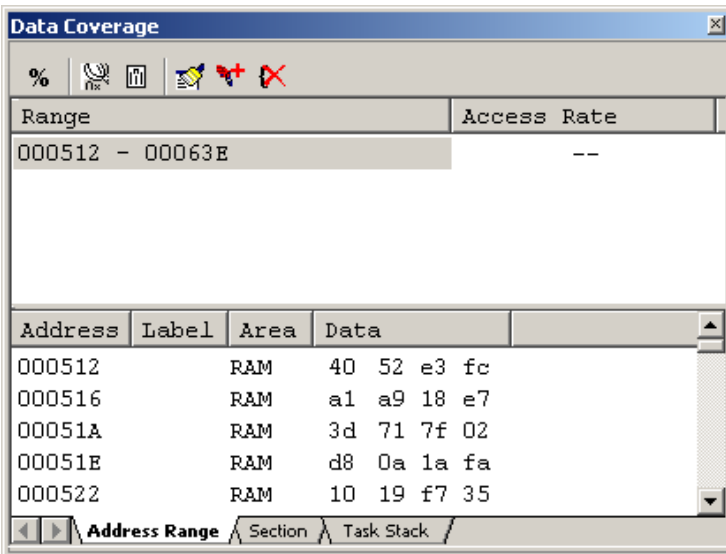 Data Coverage
%
Range Access Rate
000512 - 00063E --
Address Label Area Data
000512 RAM 40 52 e3 fc
000516 RAM a1 a9 18 e7
00051A RAM 3d 71 7f 02
00051E RAM d8 0a 1a fa
000522 RAM 10 19 f7 35
Address Range Section Task Stack